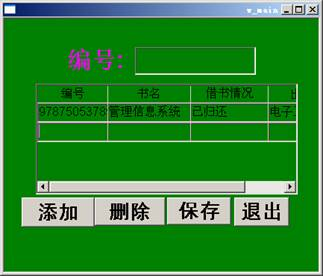 w_main
编号:
编号 书名 借书情况
978750537891 管理信息系统 已归还 电子
添加 删除 保存 退出